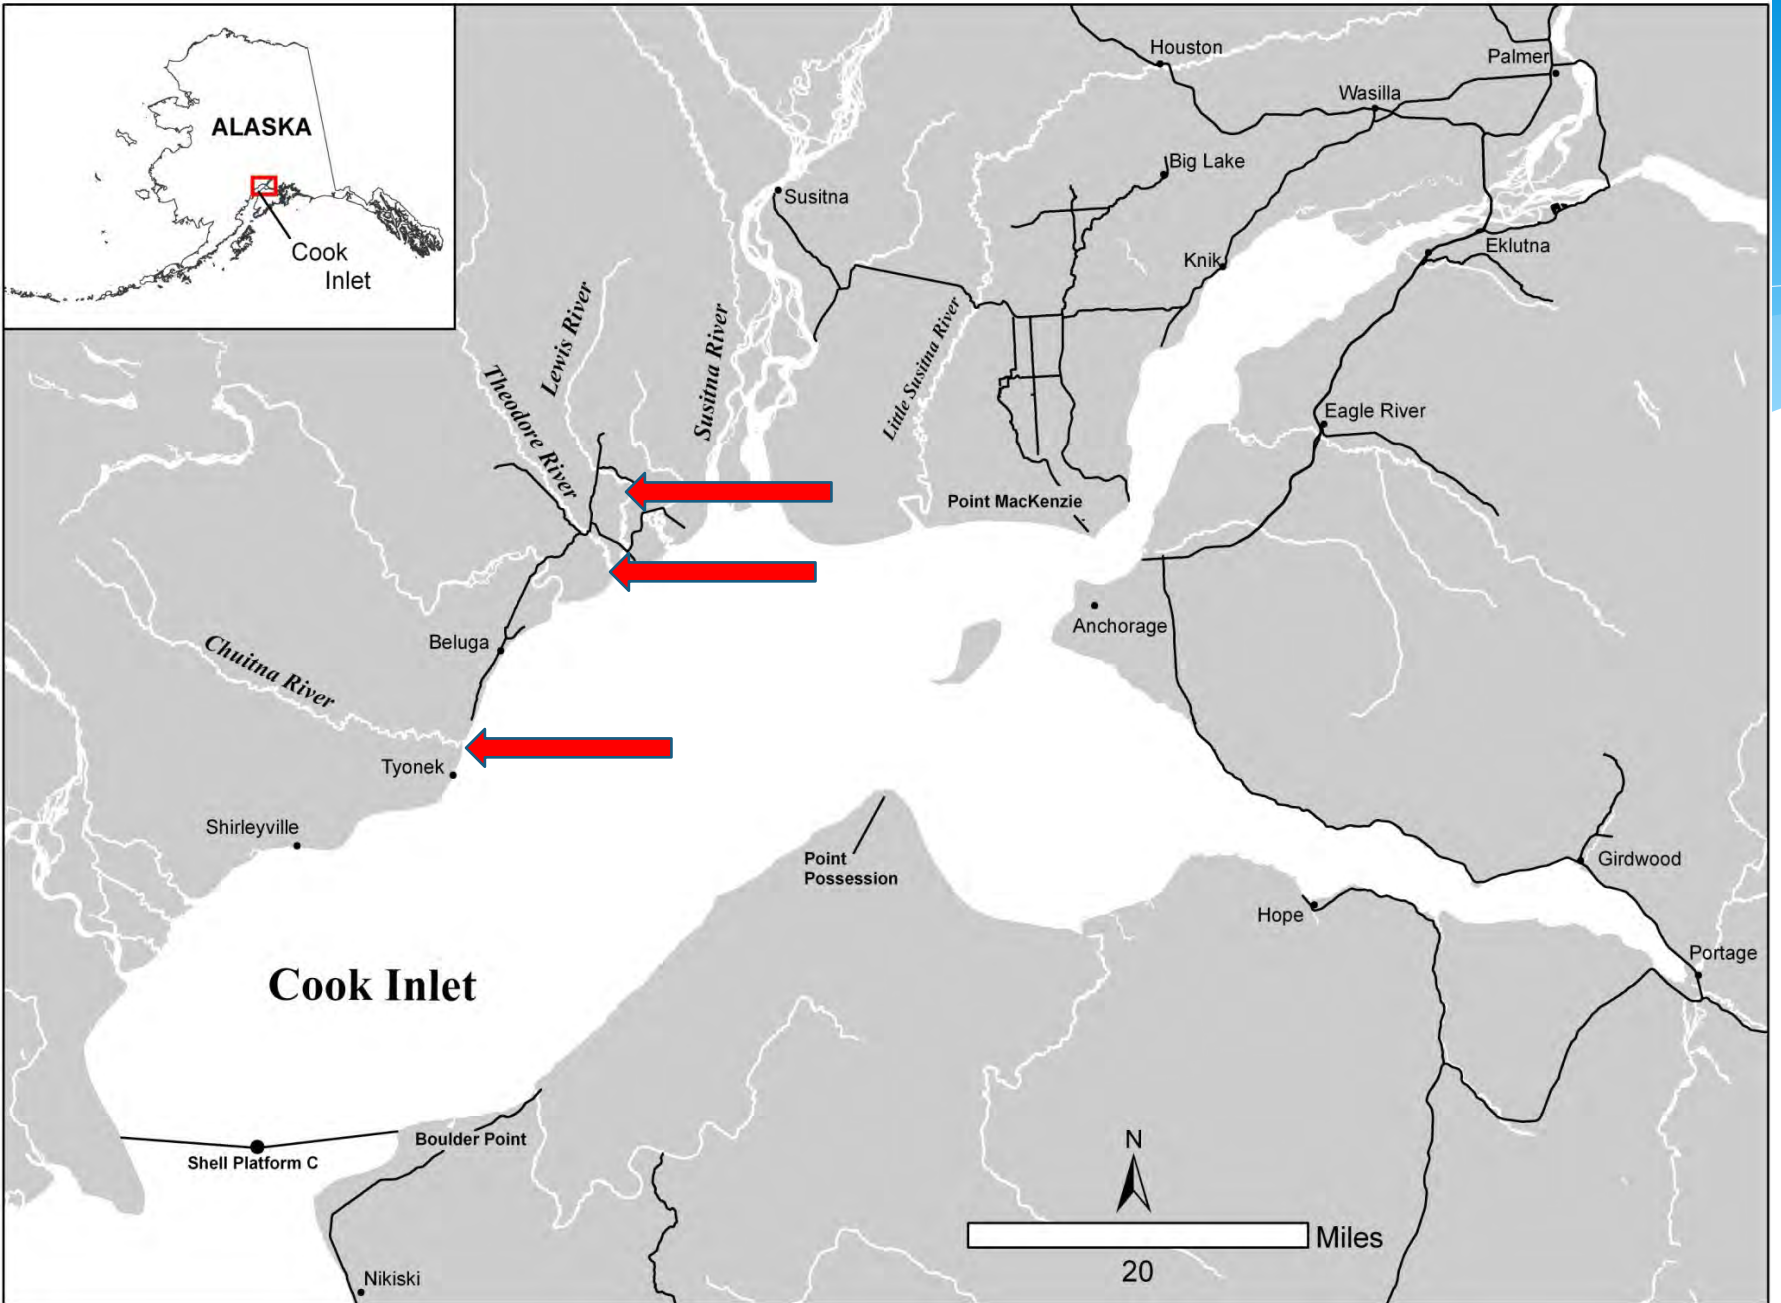 ALASKA
Cook
Inlet
Houston
Palmer
Wasilla
Big Lake
Susitna
Knik
Eklutna
Lewis River
Theodore River
Susitna River
Little Susitna River
Eagle River
Point MacKenzie
Anchorage
Beluga
Chuitna River
Tyonek
Shirleyville
Point
Possession
Girdwood
Hope
Portage
Cook Inlet
Boulder Point
Shell Platform C
N
Miles
20
Nikiski